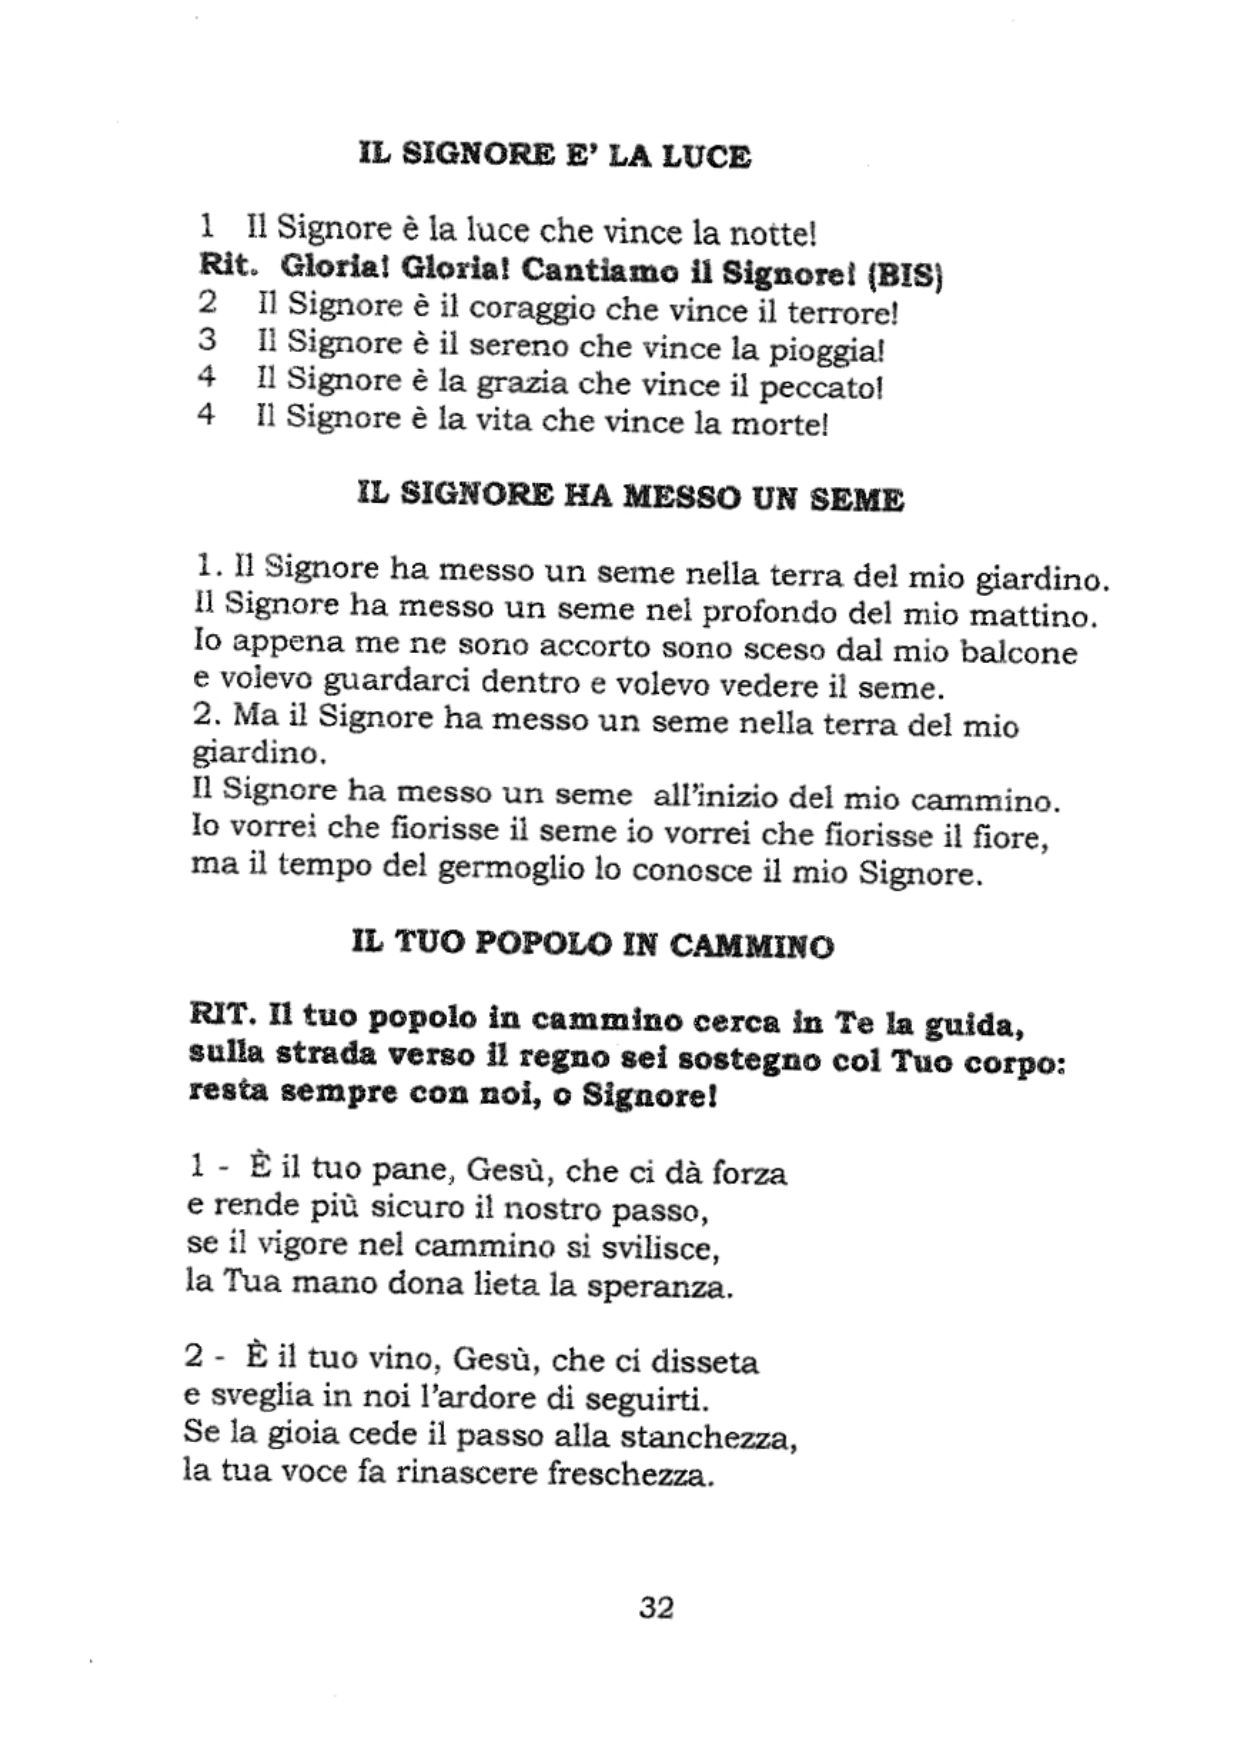 IL SIGNORE E' LA LUCE
1 Il Signore è la luce che vince la notte!
Rit. Gloria! Gloria! Cantiamo il Signore! (BIS)
2 Il Signore è il coraggio che vince il terrore!
3 Il Signore è il sereno che vince la pioggia!
4 Il Signore è la grazia che vince il peccato!
4 Il Signore è la vita che vince la morte!
IL SIGNORE HA MESSO UN SEME
1. Il Signore ha messo un seme nella terra del mio giardino.
Il Signore ha messo un seme nel profondo del mio mattino.
Io appena me ne sono accorto sono sceso dal mio balcone
e volevo guardarci dentro e volevo vedere il seme.
2. Ma il Signore ha messo un seme nella terra del mio
giardino.
Il Signore ha messo un seme all'inizio del mio cammino.
Io vorrei che fiorisse il seme io vorrei che fiorisse il fiore,
ma il tempo del germoglio lo conosce il mio Signore.
IL TUO POPOLO IN CAMMINO
RIT. Il tuo popolo in cammino cerca in Te la guida,
sulla strada verso il regno sei sostegno col Tuo corpo:
resta sempre con noi, o Signore!
1 - È il tuo pane, Gesù, che ci dà forza
e rende più sicuro il nostro passo,
se il vigore nel cammino si svilisce,
la Tua mano dona lieta la speranza.
2 - È il tuo vino, Gesù, che ci disseta
e sveglia in noi l'ardore di seguirti.
Se la gioia cede il passo alla stanchezza,
la tua voce fa rinascere freschezza.
32